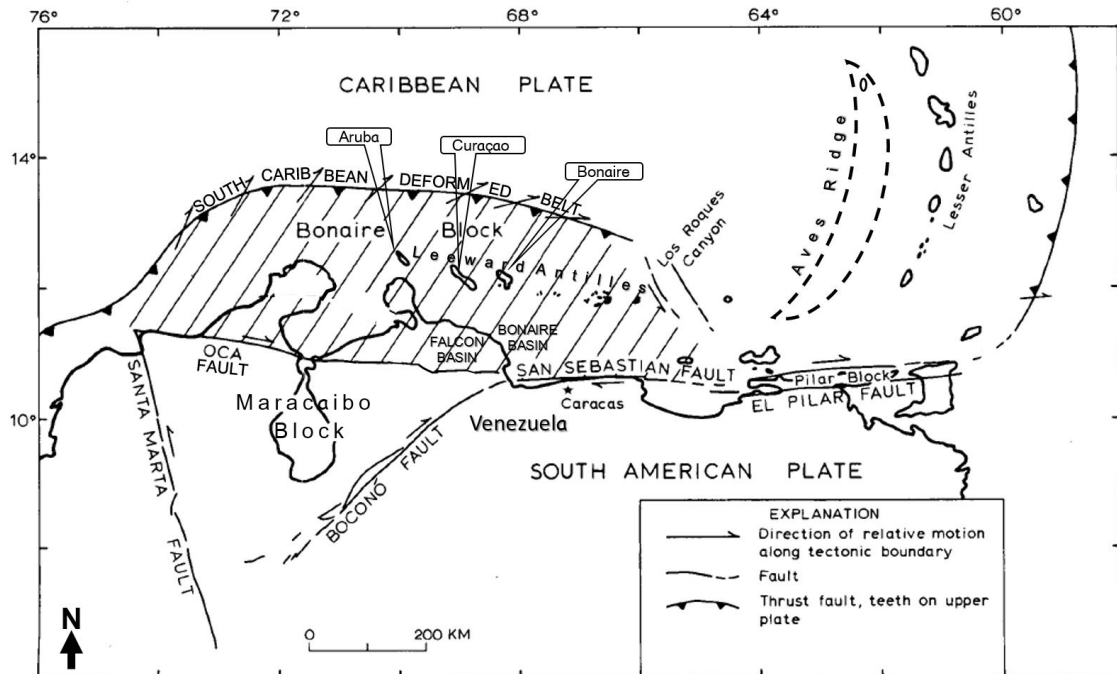 76° 72° 68° 64° 60°
CARIBBEAN PLATE
Aruba
Curaçao
Bonaire
14°
SOUTH CARIBBEAN DEFORMED BELT
Bonaire Block
Leeward Antilles
Los Roques
Canyon
Aves Ridge
Lesser Antilles
OCA
FAULT
FALCON
BASIN
BONAIRE
BASIN
SAN SEBASTIAN FAULT
Pilar Block
EL PILAR FAULT
Caracas
10°
Maracaibo
Block
SANTA MARTA FAULT
BOCONÓ FAULT
Venezuela
SOUTH AMERICAN PLATE
EXPLANATION
Direction of relative motion
along tectonic boundary
Fault
Thrust fault, teeth on upper
plate
N
0 200 KM